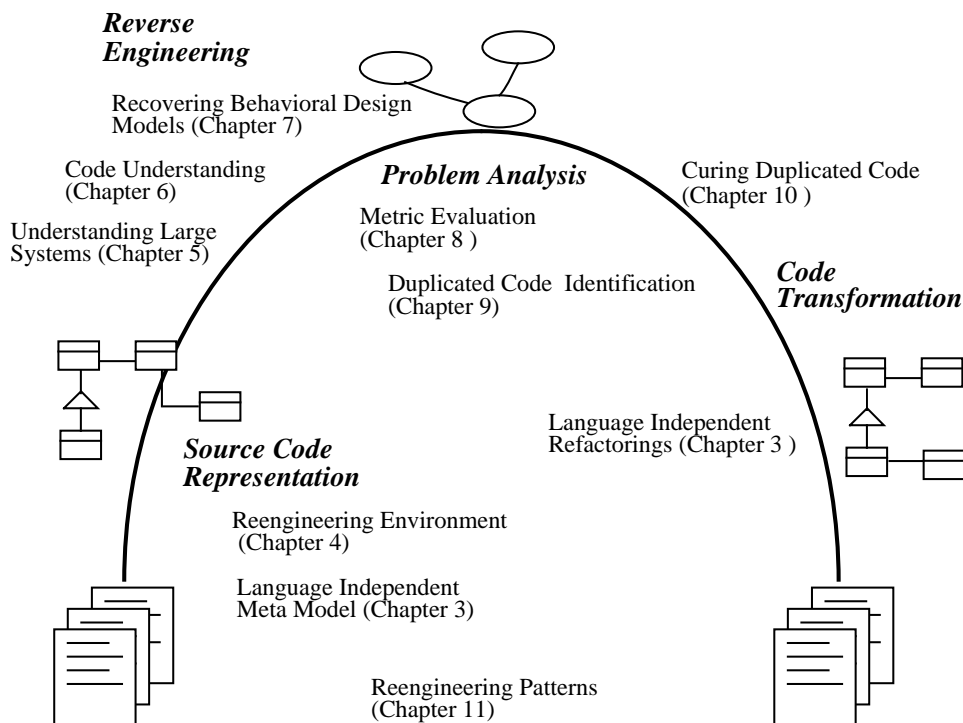 Reverse
Engineering
Recovering Behavioral Design
Models (Chapter 7)
Code Understanding
(Chapter 6)
Understanding Large
Systems (Chapter 5)
Problem Analysis
Metric Evaluation
(Chapter 8 )
Duplicated Code  Identification
(Chapter 9)
Curing Duplicated Code
(Chapter 10 )
Code
Transformation
Language Independent
Refactorings (Chapter 3 )
Source Code
Representation
Reengineering Environment
(Chapter 4)
Language Independent
Meta Model (Chapter 3)
Reengineering Patterns
(Chapter 11)